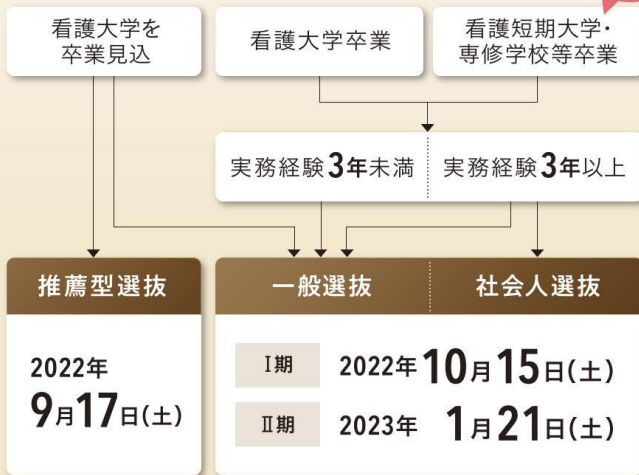 看護大学を
卒業見込
看護大学卒業
看護短期大学・
専修学校等卒業
実務経験3年未満
実務経験3年以上
推薦型選抜
一般選抜
社会人選抜
2022年
9月17日(土)
Ⅰ期 2022年10月15日(土)
Ⅱ期 2023年 1月21日(土)